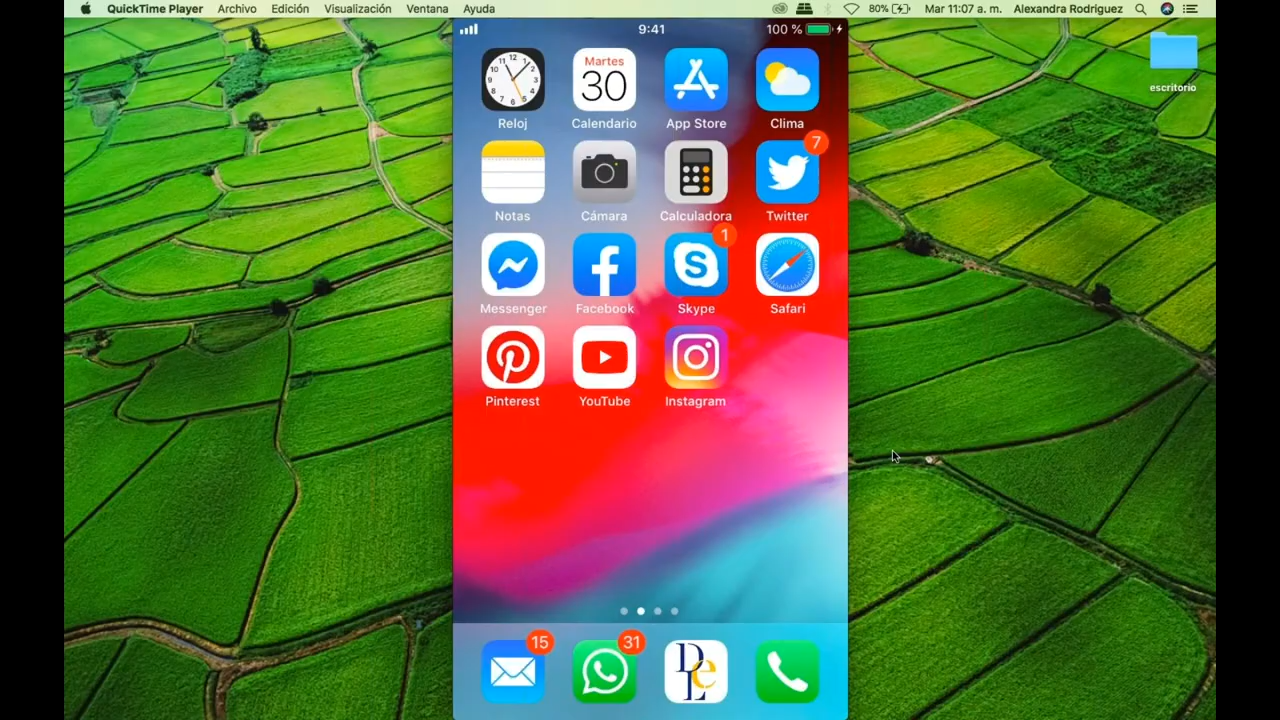 QuickTime Player Archivo Edición Visualización Ventana Ayuda 80% Mar 11:07 a. m. Alexandra Rodriguez
9:41 100 %
escritorio
Martes
30
Reloj Calendario App Store Clima
7
Notas Cámara Calculadora Twitter
1
Messenger Facebook Skype Safari
Pinterest YouTube Instagram
15 31
DLe